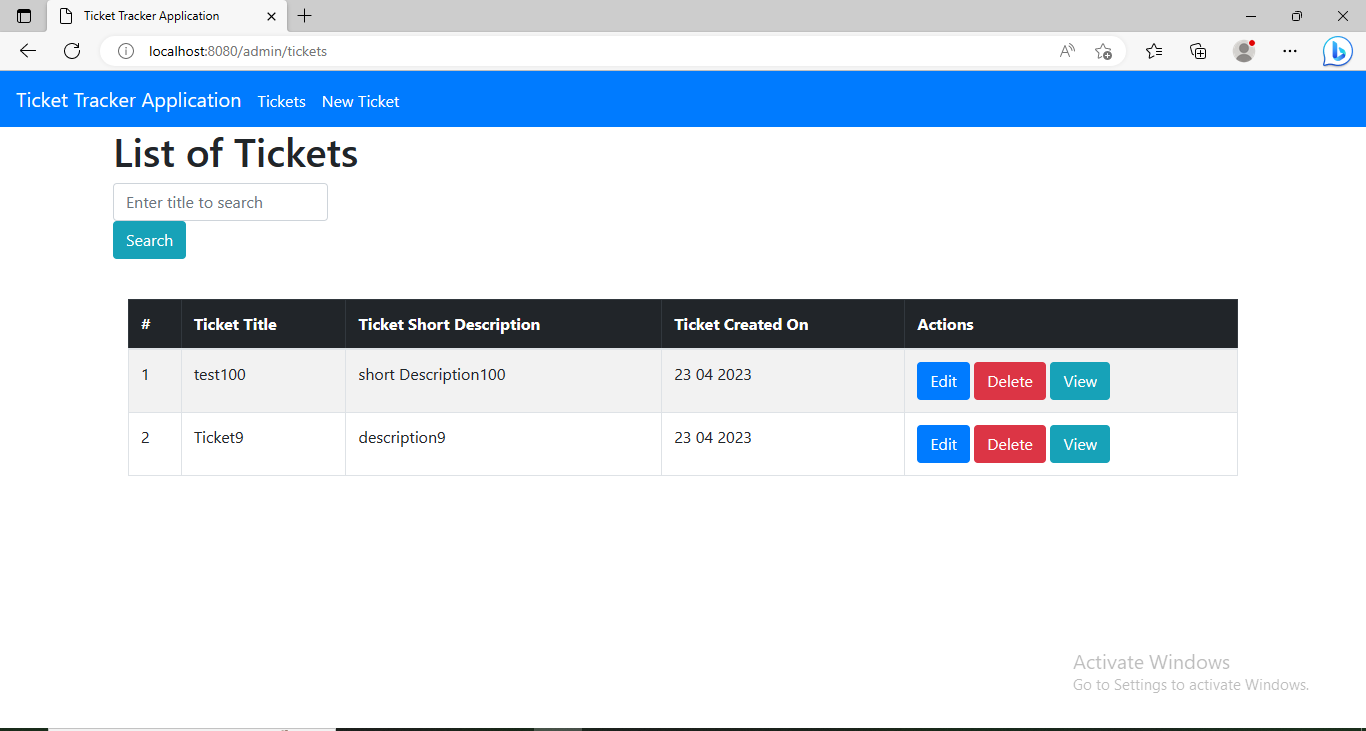 Ticket Tracker Application
localhost:8080/admin/tickets
Ticket Tracker Application Tickets New Ticket
List of Tickets
Enter title to search
Search
# Ticket Title Ticket Short Description Ticket Created On Actions
1 test100 short Description100 23 04 2023 Edit Delete View
2 Ticket9 description9 23 04 2023 Edit Delete View
Activate Windows
Go to Settings to activate Windows.